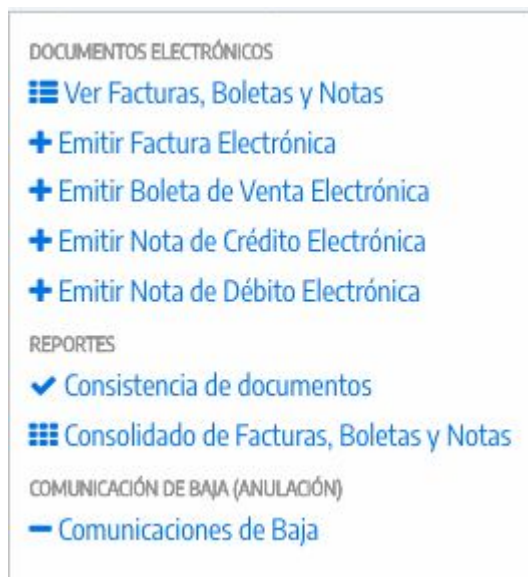 DOCUMENTOS ELECTRÓNICOS
Ver Facturas, Boletas y Notas
Emitir Factura Electrónica
Emitir Boleta de Venta Electrónica
Emitir Nota de Crédito Electrónica
Emitir Nota de Débito Electrónica
REPORTES
Consistencia de documentos
Consolidado de Facturas, Boletas y Notas
COMUNICACIÓN DE BAJA (ANULACIÓN)
Comunicaciones de Baja